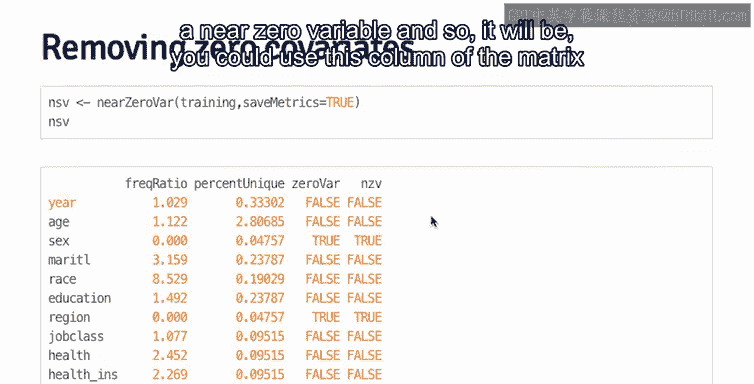 a near zero variable and so, it will be,
Removing zero covariates
you could use this column of the matrix
nsv <- nearZeroVar(training,saveMetrics=TRUE)
nsv
freqRatio percentUnique zeroVar nzv
year 1.029 0.33302 FALSE FALSE
age 1.122 2.80685 FALSE FALSE
sex 0.000 0.04757 TRUE TRUE
maritl 3.159 0.23787 FALSE FALSE
race 8.529 0.19029 FALSE FALSE
education 1.492 0.23787 FALSE FALSE
region 0.000 0.04757 TRUE TRUE
jobclass 1.077 0.09515 FALSE FALSE
health 2.452 0.09515 FALSE FALSE
health_ins 2.269 0.09515 FALSE FALSE